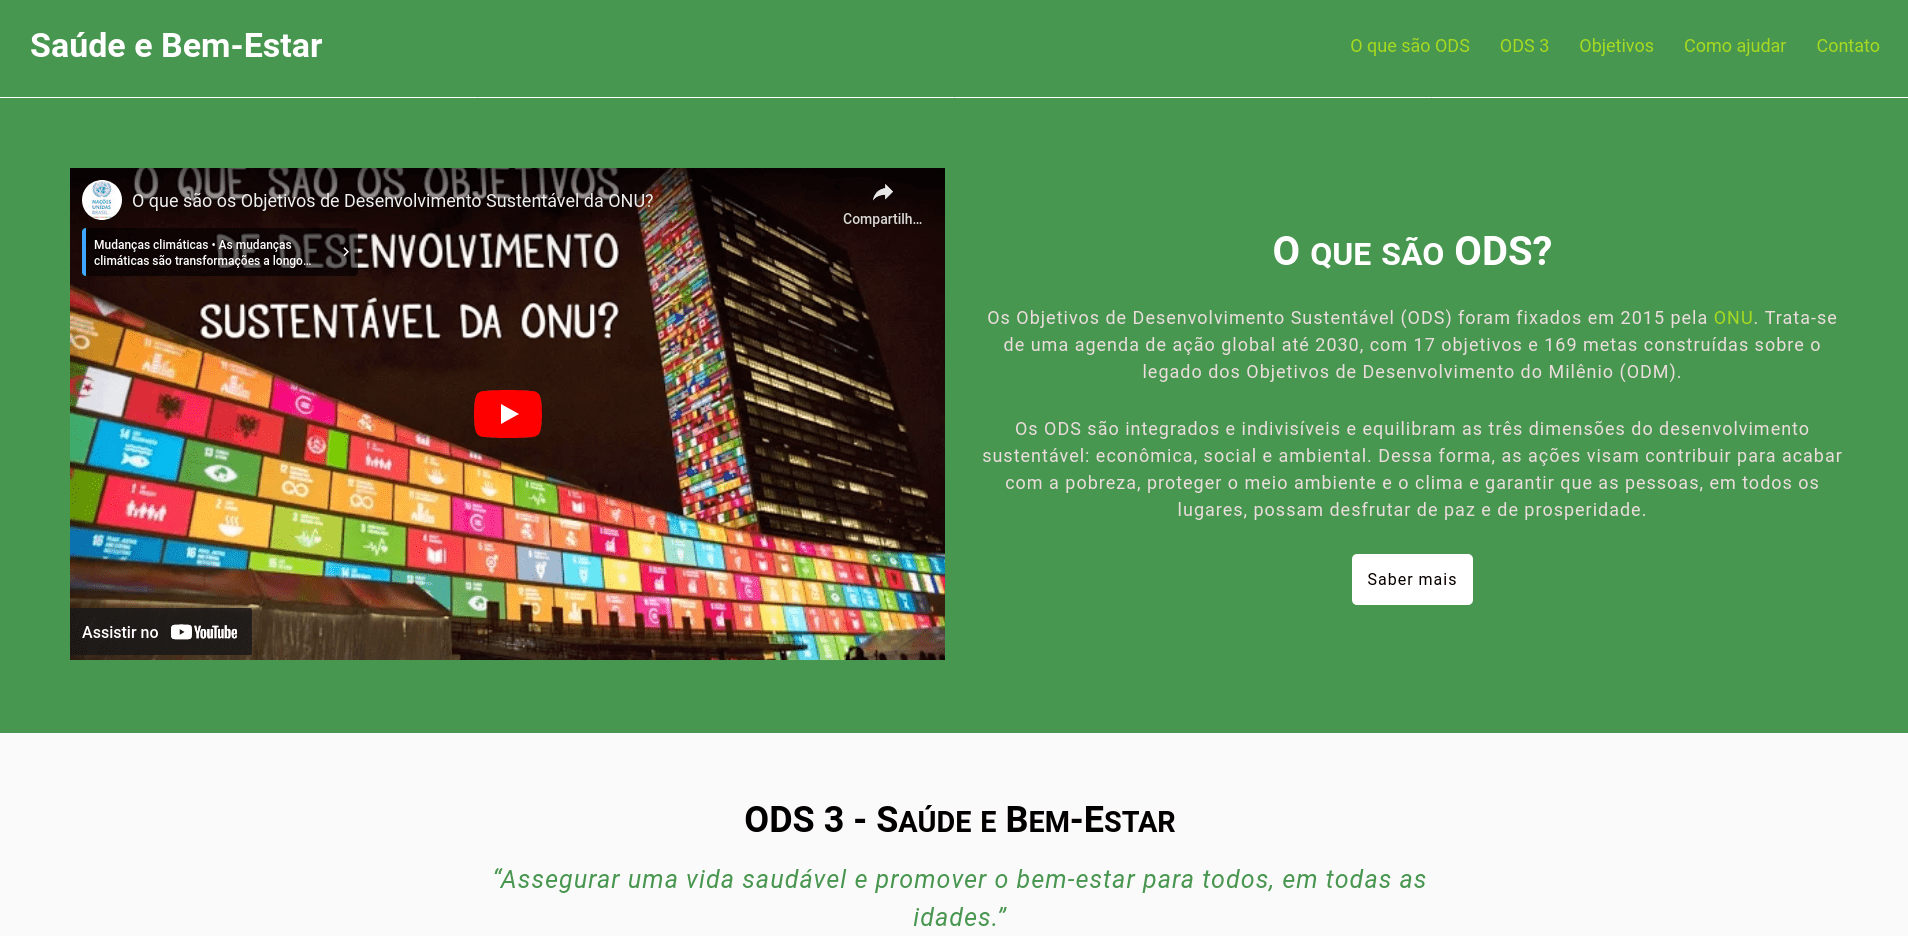 Saúde e Bem-Estar
O que são ODS
ODS 3
Objetivos
Como ajudar
Contato
O QUE SÃO OS OBJETIVOS
O que são os Objetivos de Desenvolvimento Sustentável da ONU?
Compartilh...
NAÇÕES
UNIDAS
BRASIL
DE DESENVOLVIMENTO
Mudanças climáticas • As mudanças
climáticas são transformações a longo...
SUSTENTÁVEL DA ONU?
Assistir no YouTube
O que são ODS?
Os Objetivos de Desenvolvimento Sustentável (ODS) foram fixados em 2015 pela ONU. Trata-se
de uma agenda de ação global até 2030, com 17 objetivos e 169 metas construídas sobre o
legado dos Objetivos de Desenvolvimento do Milênio (ODM).
Os ODS são integrados e indivisíveis e equilibram as três dimensões do desenvolvimento
sustentável: econômica, social e ambiental. Dessa forma, as ações visam contribuir para acabar
com a pobreza, proteger o meio ambiente e o clima e garantir que as pessoas, em todos os
lugares, possam desfrutar de paz e de prosperidade.
Saber mais
ODS 3 - Saúde e Bem-Estar
“Assegurar uma vida saudável e promover o bem-estar para todos, em todas as
idades.”